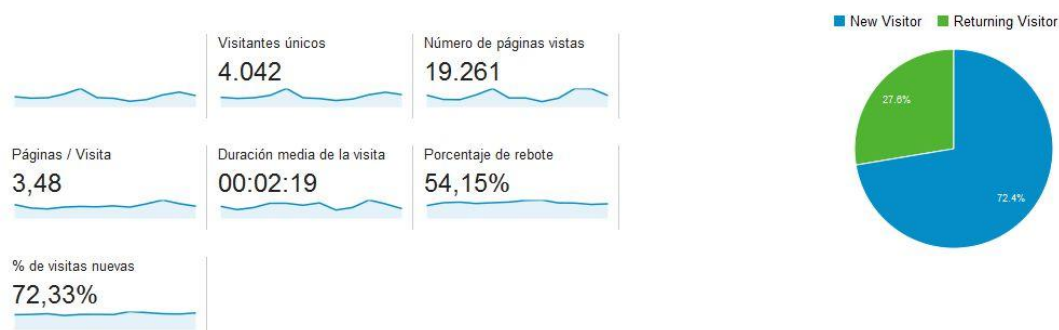 New Visitor
Returning Visitor
Visitantes únicos
Número de páginas vistas
4.042
19.261
27.6%
72.4%
Páginas / Visita
Duración media de la visita
Porcentaje de rebote
3,48
00:02:19
54,15%
% de visitas nuevas
72,33%